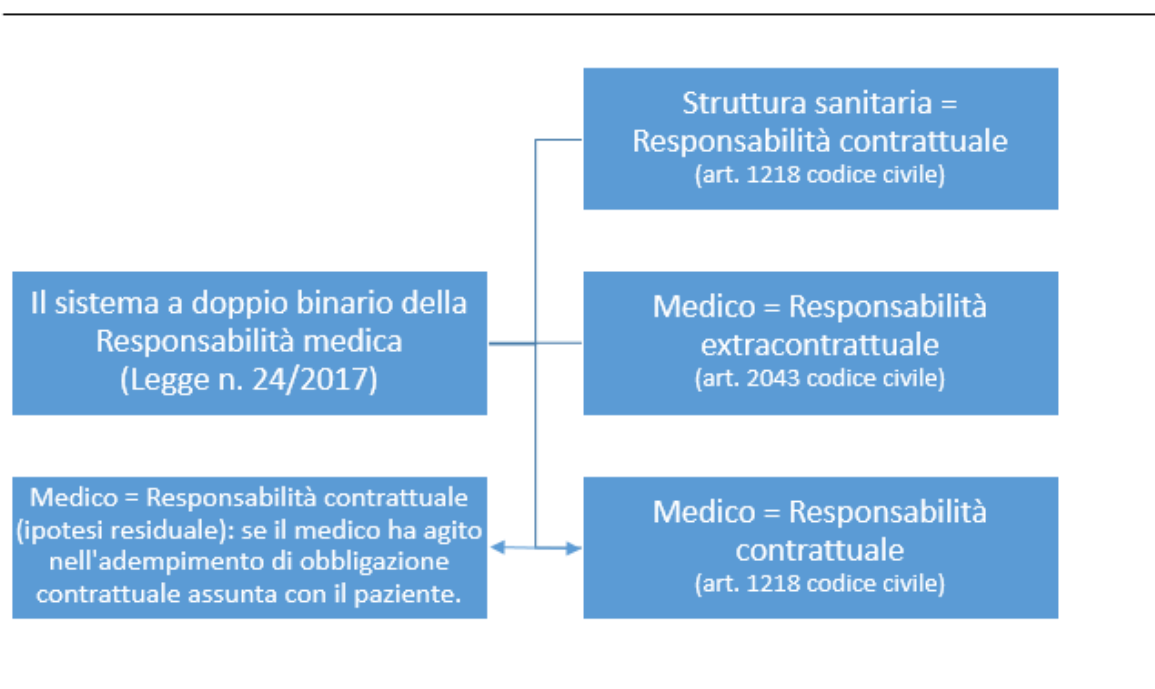 Struttura sanitaria =
Responsabilità contrattuale
(art. 1218 codice civile)
Il sistema a doppio binario della
Responsabilità medica
(Legge n. 24/2017)
Medico = Responsabilità
extracontrattuale
(art. 2043 codice civile)
Medico = Responsabilità contrattuale
(ipotesi residuale): se il medico ha agito
nell'adempimento di obbligazione
contrattuale assunta con il paziente.
Medico = Responsabilità
contrattuale
(art. 1218 codice civile)